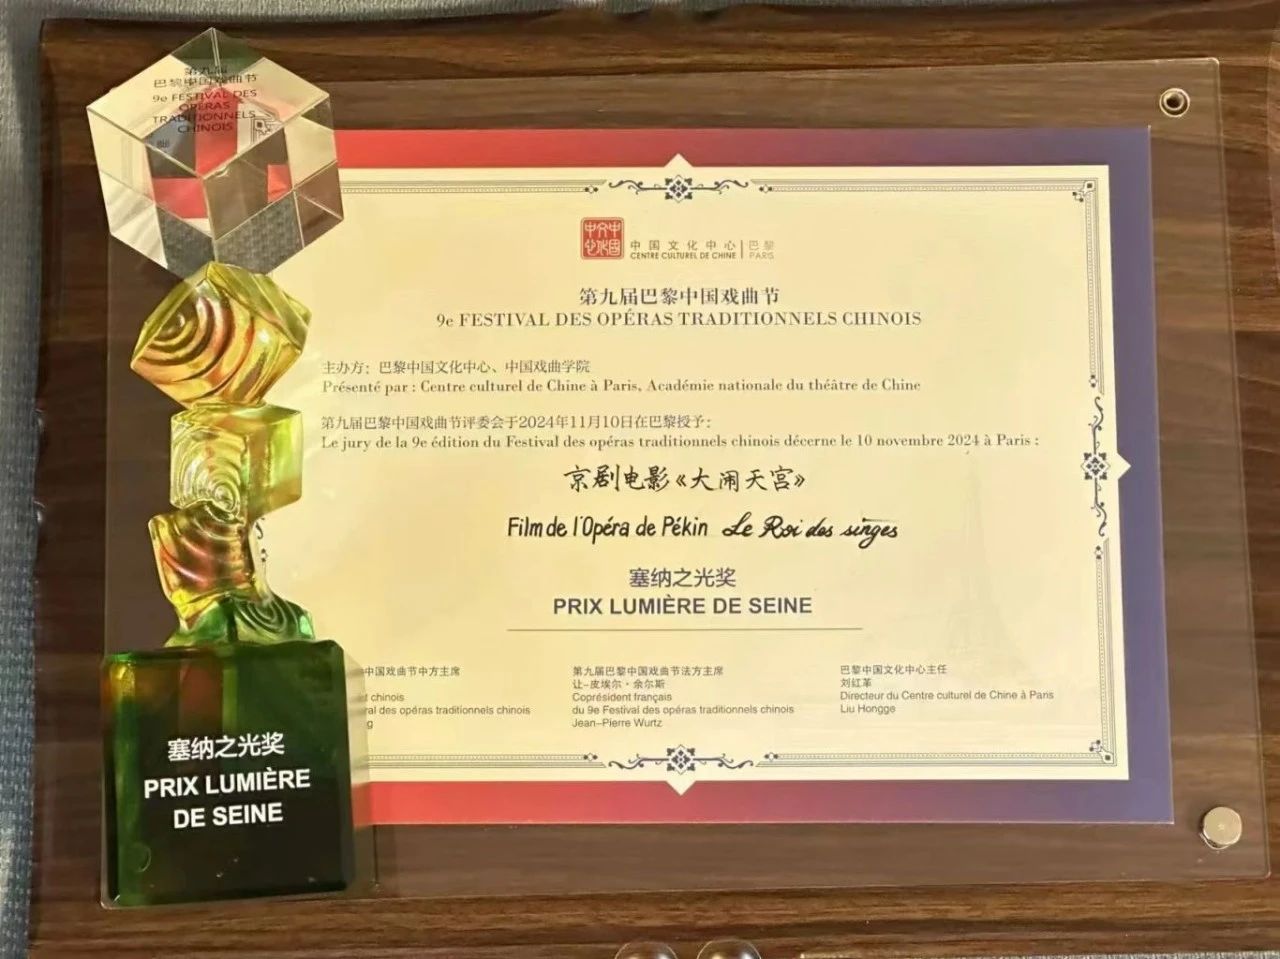 第九届
巴黎中国戏曲节
9e FESTIVAL DES
OPÉRAS
TRADITIONNELS
CHINOIS
中国文化中心 | 巴黎
CENTRE CULTUREL DE CHINE | PARIS
第九届巴黎中国戏曲节
9e FESTIVAL DES OPÉRAS TRADITIONNELS CHINOIS
主办方：巴黎中国文化中心、中国戏曲学院
Présenté par : Centre culturel de Chine à Paris, Académie nationale du théâtre de Chine
第九届巴黎中国戏曲节评委会于2024年11月10日在巴黎授予：
Le jury de la 9e édition du Festival des opéras traditionnels chinois décerne le 10 novembre 2024 à Paris :
京剧电影《大闹天宫》
Film de l'Opéra de Pékin Le Roi des singes
塞纳之光奖
PRIX LUMIÈRE DE SEINE
中国戏曲节中方主席
chinois
des opéras traditionnels chinois
第九届巴黎中国戏曲节法方主席
让-皮埃尔·余尔斯
Coprésident français
du 9e Festival des opéras traditionnels chinois
Jean-Pierre Wurtz
巴黎中国文化中心主任
刘红革
Directeur du Centre culturel de Chine à Paris
Liu Hongge
塞纳之光奖
PRIX LUMIÈRE
DE SEINE